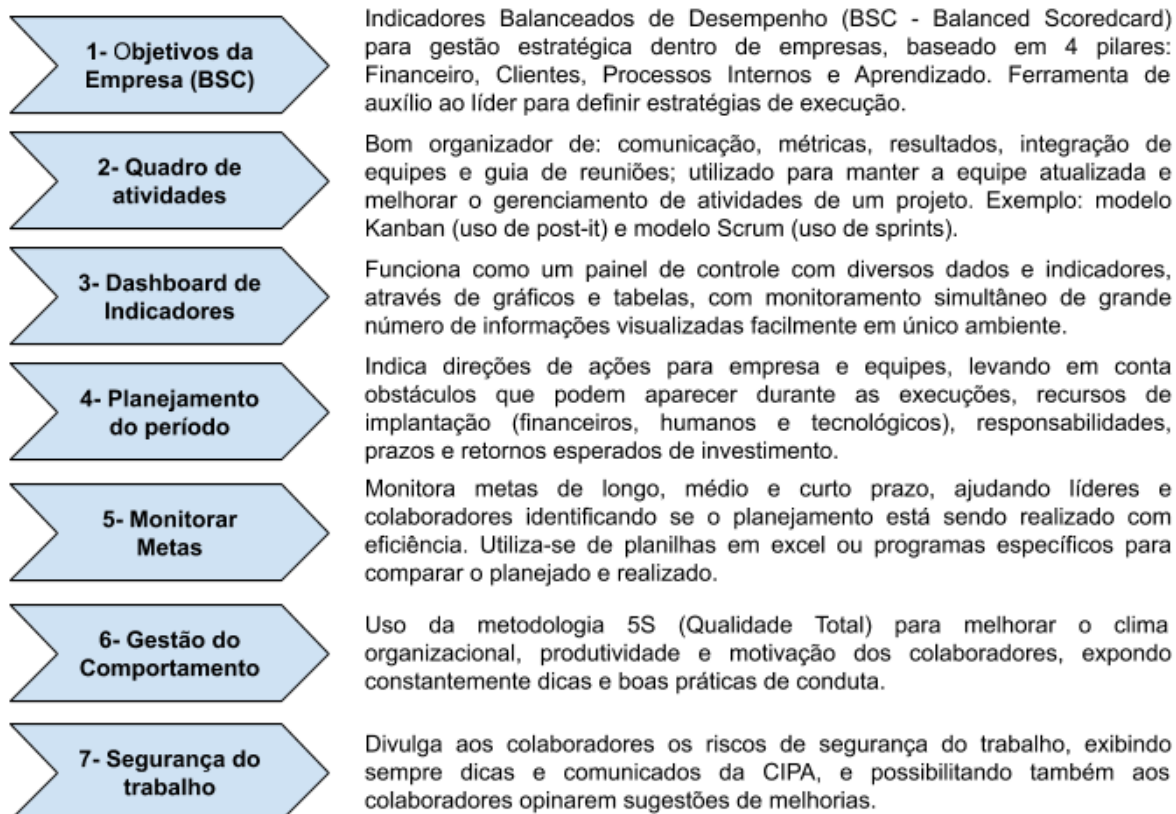 1- Objetivos da
Empresa (BSC)
Indicadores Balanceados de Desempenho (BSC - Balanced Scoredcard)
para gestão estratégica dentro de empresas, baseado em 4 pilares:
Financeiro, Clientes, Processos Internos e Aprendizado. Ferramenta de
auxílio ao líder para definir estratégias de execução.
2- Quadro de
atividades
Bom organizador de: comunicação, métricas, resultados, integração de
equipes e guia de reuniões; utilizado para manter a equipe atualizada e
melhorar o gerenciamento de atividades de um projeto. Exemplo: modelo
Kanban (uso de post-it) e modelo Scrum (uso de sprints).
3- Dashboard de
Indicadores
Funciona como um painel de controle com diversos dados e indicadores,
através de gráficos e tabelas, com monitoramento simultâneo de grande
número de informações visualizadas facilmente em único ambiente.
4- Planejamento
do período
Indica direções de ações para empresa e equipes, levando em conta
obstáculos que podem aparecer durante as execuções, recursos de
implantação (financeiros, humanos e tecnológicos), responsabilidades,
prazos e retornos esperados de investimento.
5- Monitorar
Metas
Monitora metas de longo, médio e curto prazo, ajudando líderes e
colaboradores identificando se o planejamento está sendo realizado com
eficiência. Utiliza-se de planilhas em excel ou programas específicos para
comparar o planejado e realizado.
6- Gestão do
Comportamento
Uso da metodologia 5S (Qualidade Total) para melhorar o clima
organizacional, produtividade e motivação dos colaboradores, expondo
constantemente dicas e boas práticas de conduta.
7- Segurança do
trabalho
Divulga aos colaboradores os riscos de segurança do trabalho, exibindo
sempre dicas e comunicados da CIPA, e possibilitando também aos
colaboradores opinarem sugestões de melhorias.